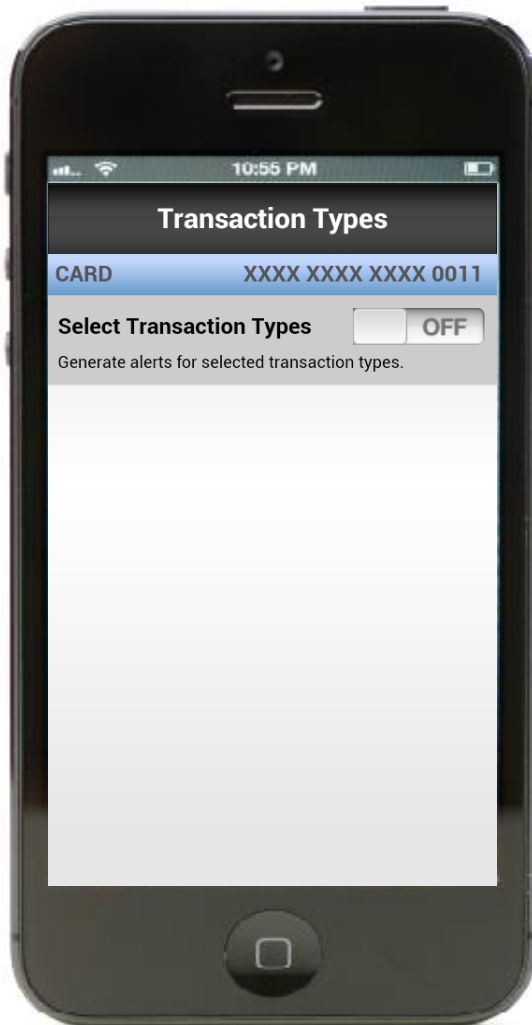 10:55 PM
Transaction Types
CARD XXXX XXXX XXXX 0011
Select Transaction Types OFF
Generate alerts for selected transaction types.